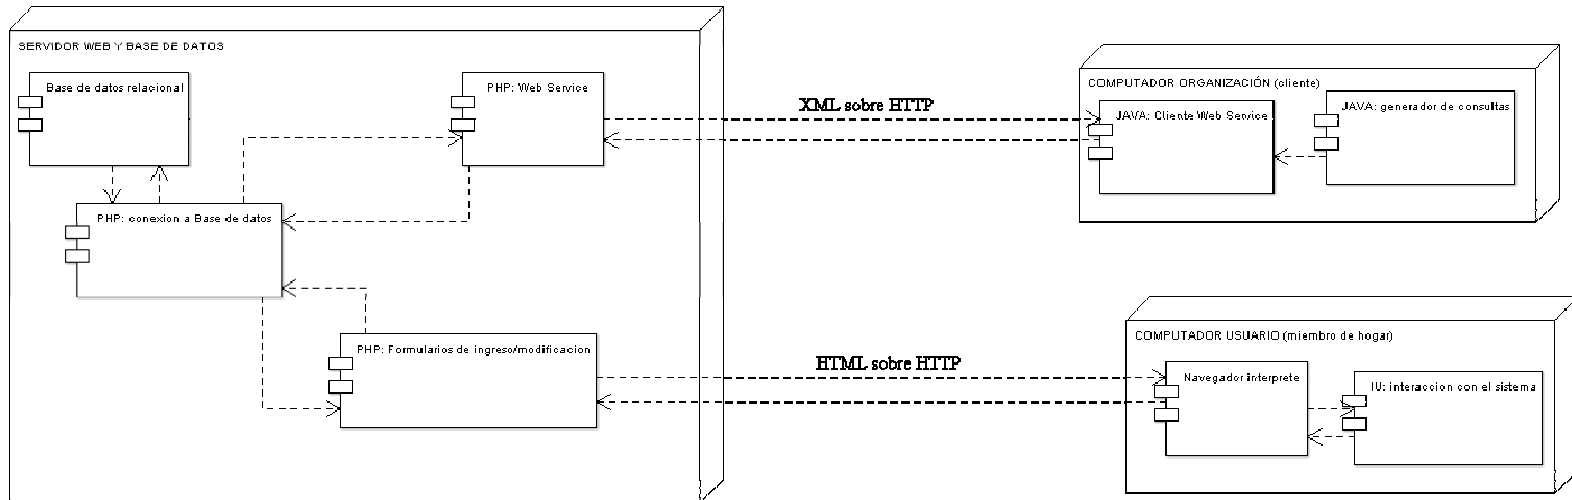 SERVIDOR WEB Y BASE DE DATOS
Base de datos relacional
PHP: Web Service
PHP: conexion a Base de datos
PHP: Formularios de ingreso/modificacion
XML sobre HTTP
HTML sobre HTTP
COMPUTADOR ORGANIZACIÓN (cliente)
JAVA: Cliente Web Service
JAVA: generador de consultas
COMPUTADOR USUARIO (miembro de hogar)
Navegador interprete
IU: interaccion con el sistema